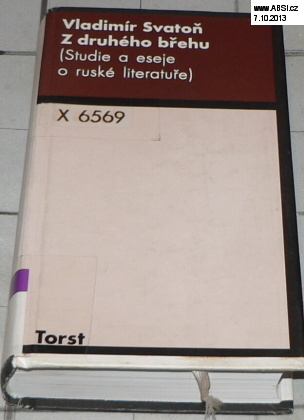 www.ABSI.cz
7.10.2013
Vladimír Svatoň
Z druhého břehu
(Studie a eseje
o ruské literatuře)
X 6569
Torst